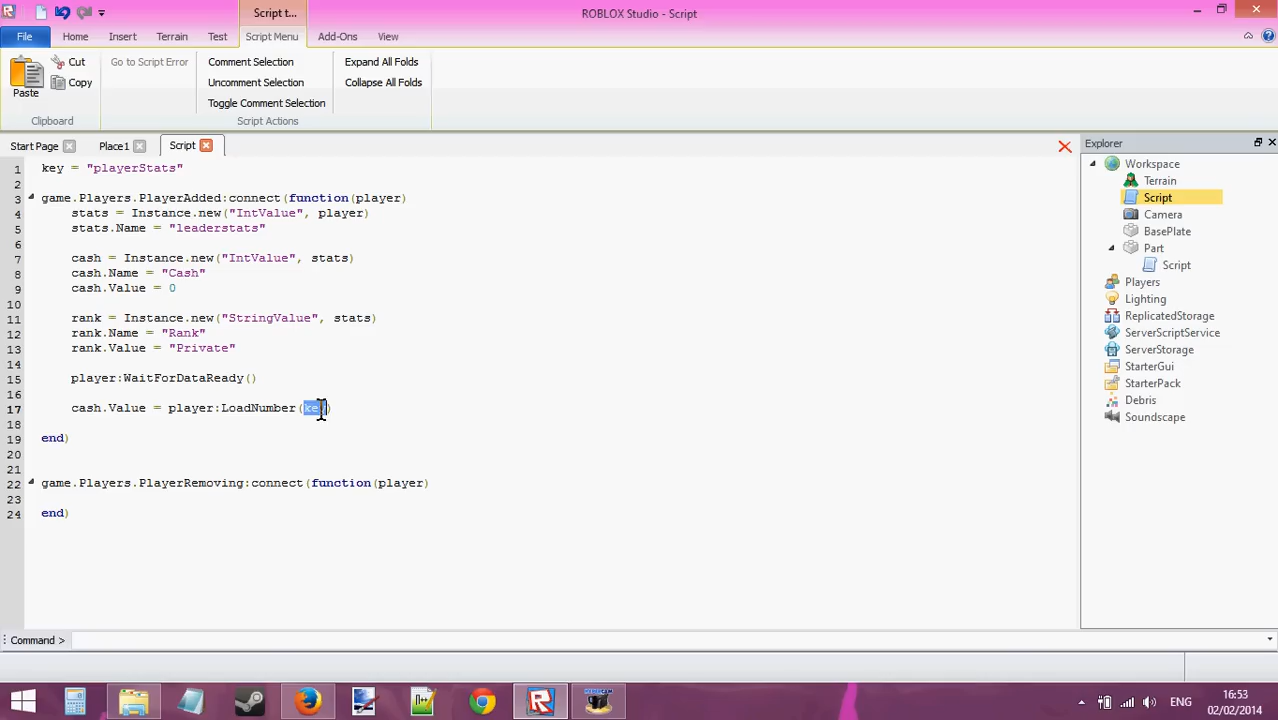 Script t...
ROBLOX Studio - Script
File Home Insert Terrain Test Script Menu Add-Ons View
Paste
Cut
Copy
Clipboard
Go to Script Error
Comment Selection
Uncomment Selection
Toggle Comment Selection
Script Actions
Expand All Folds
Collapse All Folds
Start Page Place1 Script
1 key = "playerStats"
2
3 game.Players.PlayerAdded:connect(function(player)
4 stats = Instance.new("IntValue", player)
5 stats.Name = "leaderstats"
6
7 cash = Instance.new("IntValue", stats)
8 cash.Name = "Cash"
9 cash.Value = 0
10
11 rank = Instance.new("StringValue", stats)
12 rank.Name = "Rank"
13 rank.Value = "Private"
14
15 player:WaitForDataReady()
16
17 cash.Value = player:LoadNumber(key)
18
19 end)
20
21
22 game.Players.PlayerRemoving:connect(function(player)
23
24 end)
Explorer
Workspace
Terrain
Script
Camera
BasePlate
Part
Script
Players
Lighting
ReplicatedStorage
ServerScriptService
ServerStorage
StarterGui
StarterPack
Debris
Soundscape
Command >
ENG
16:53
02/02/2014